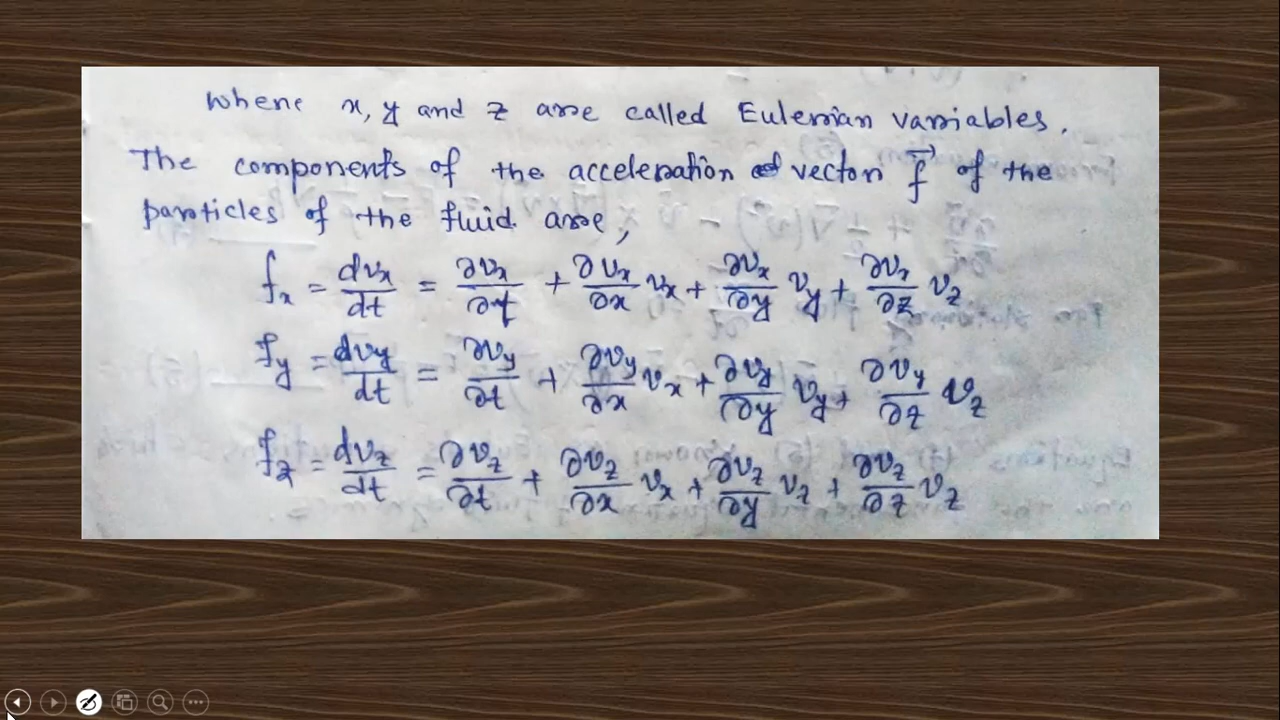 where x, y and z are called Eulerian variables.
The components of the acceleration vector f⃗ of the
particles of the fluid are,
fx = dvx/dt = ∂vx/∂t + ∂vx/∂x vx + ∂vx/∂y vy + ∂vx/∂z vz
fy = dvy/dt = ∂vy/∂t + ∂vy/∂x vx + ∂vy/∂y vy + ∂vy/∂z vz
fz = dvz/dt = ∂vz/∂t + ∂vz/∂x vx + ∂vz/∂y vz + ∂vz/∂z vz